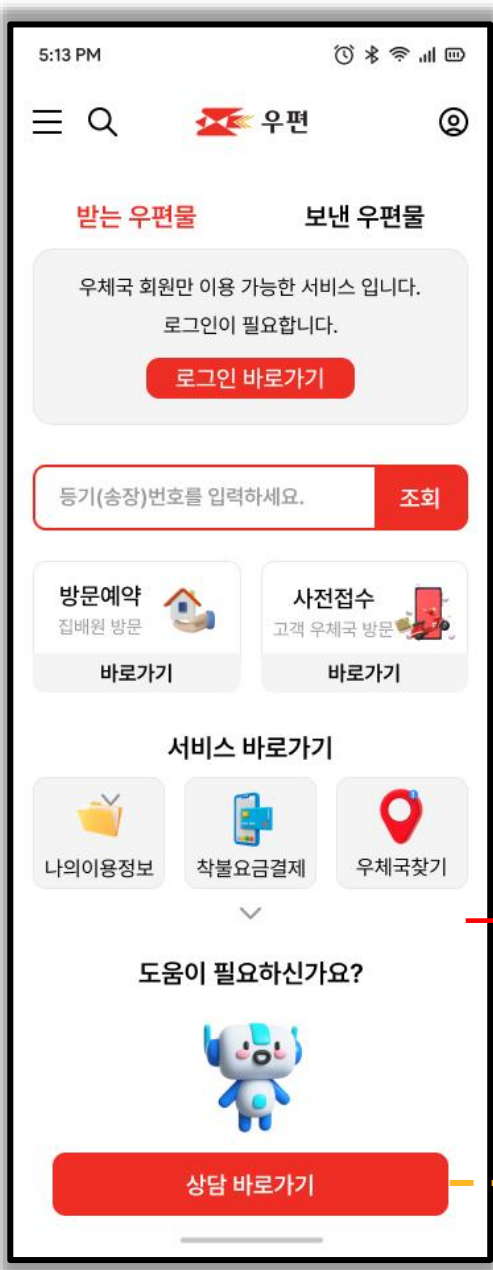 5:13 PM
우편
받는 우편물
보낸 우편물
우체국 회원만 이용 가능한 서비스 입니다.
로그인이 필요합니다.
로그인 바로가기
등기(송장)번호를 입력하세요.
조회
방문예약
집배원 방문
바로가기
사전접수
고객 우체국 방문
바로가기
서비스 바로가기
나의이용정보
착불요금결제
우체국찾기
도움이 필요하신가요?
상담 바로가기